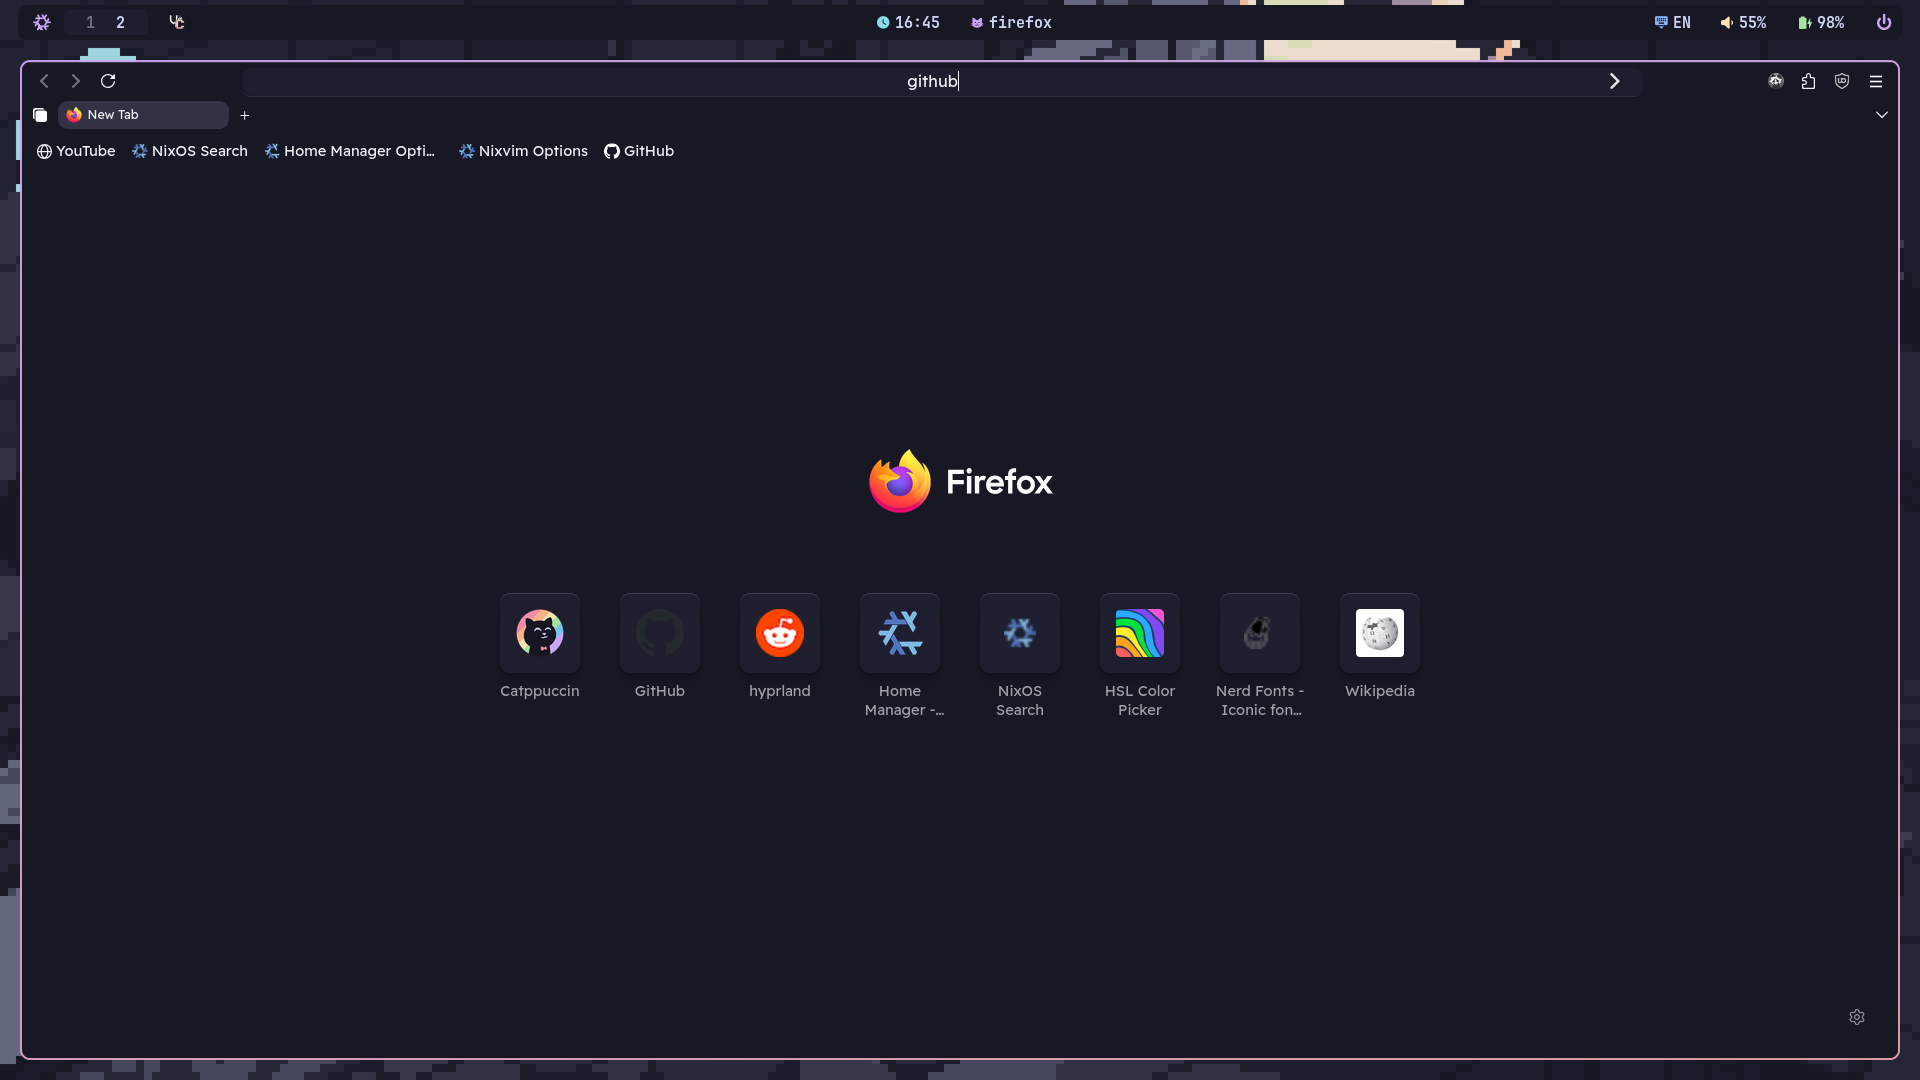 1 2 16:45 firefox EN 55% 98%
github
New Tab
YouTube NixOS Search Home Manager Opti... Nixvim Options GitHub
Firefox
Catppuccin GitHub hyprland Home Manager -... NixOS Search HSL Color Picker Nerd Fonts - Iconic fon... Wikipedia